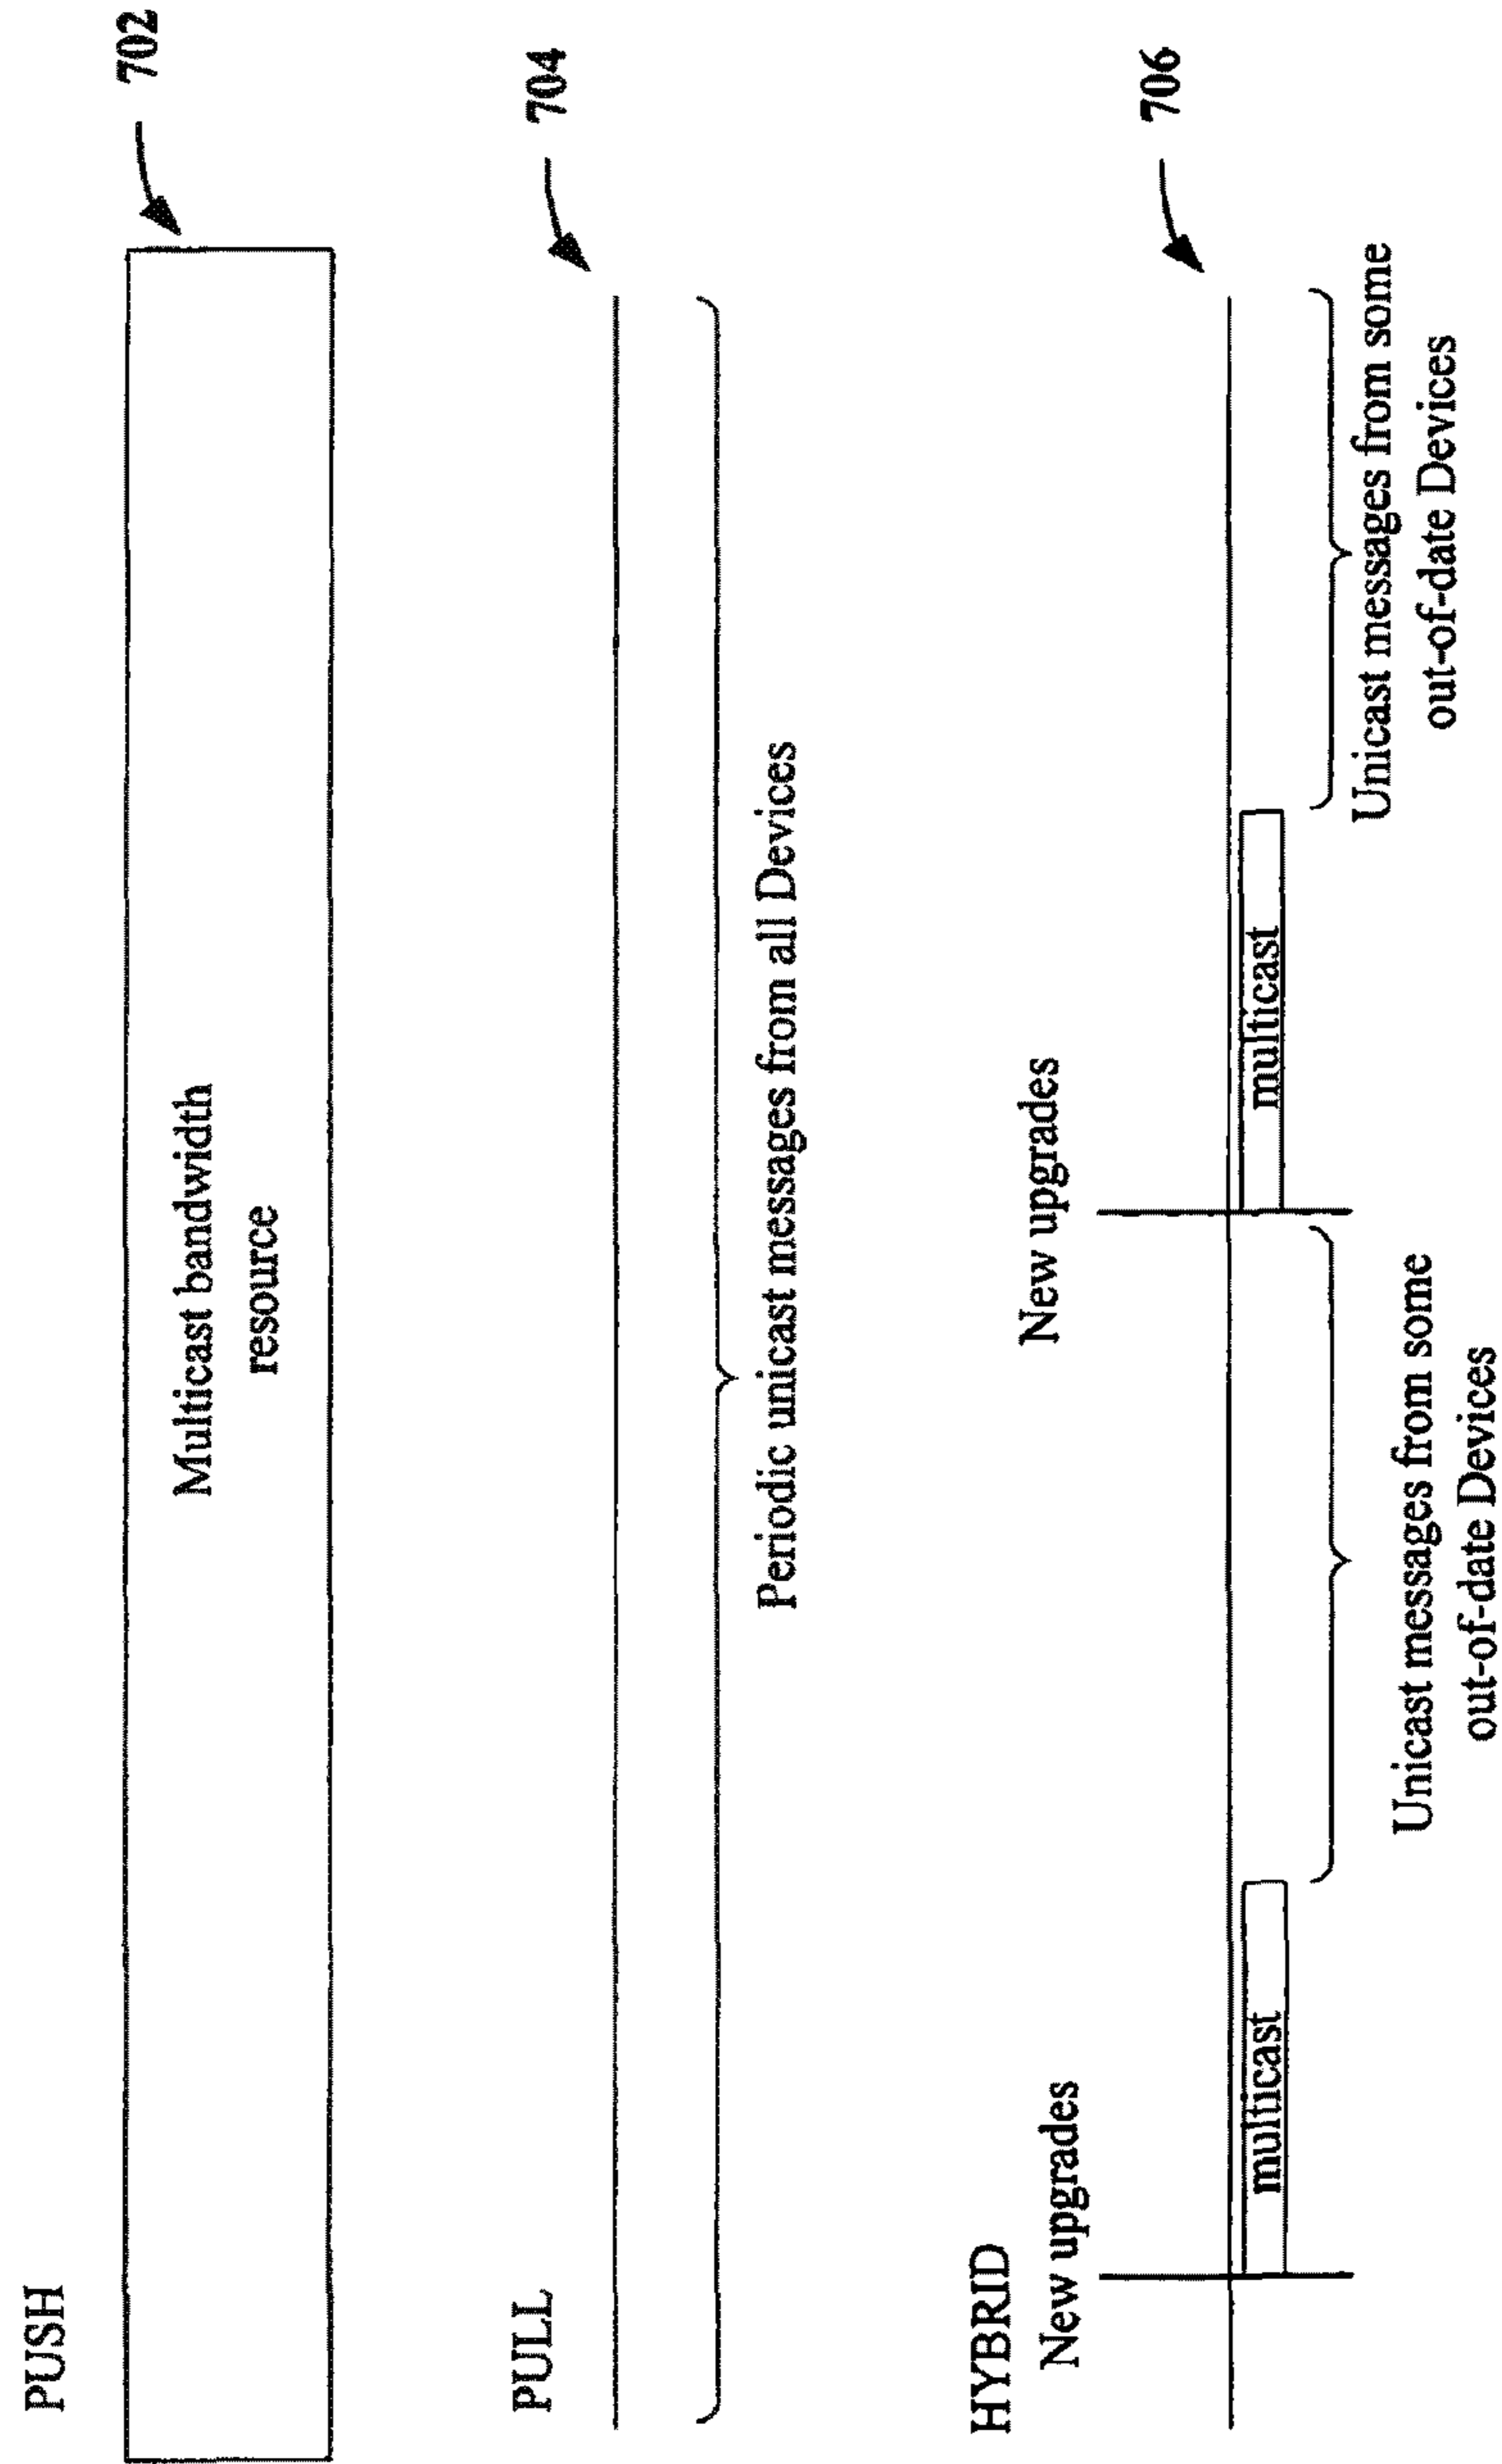 PUSH
702
Multicast bandwidth
resource
PULL
704
Periodic unicast messages from all Devices
HYBRID
New upgrades
New upgrades
706
multicast
multicast
Unicast messages from some
out-of-date Devices
Unicast messages from some
out-of-date Devices